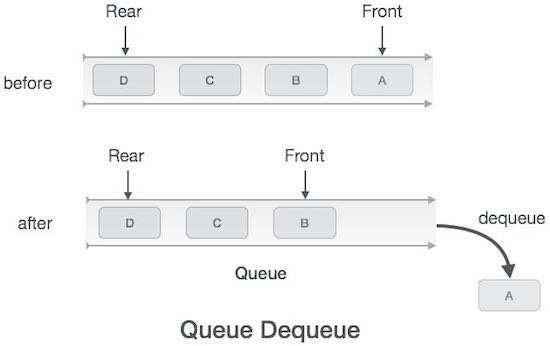 Rear Front
before
D C B A
Rear Front
after
D C B
dequeue
Queue
A
Queue Dequeue